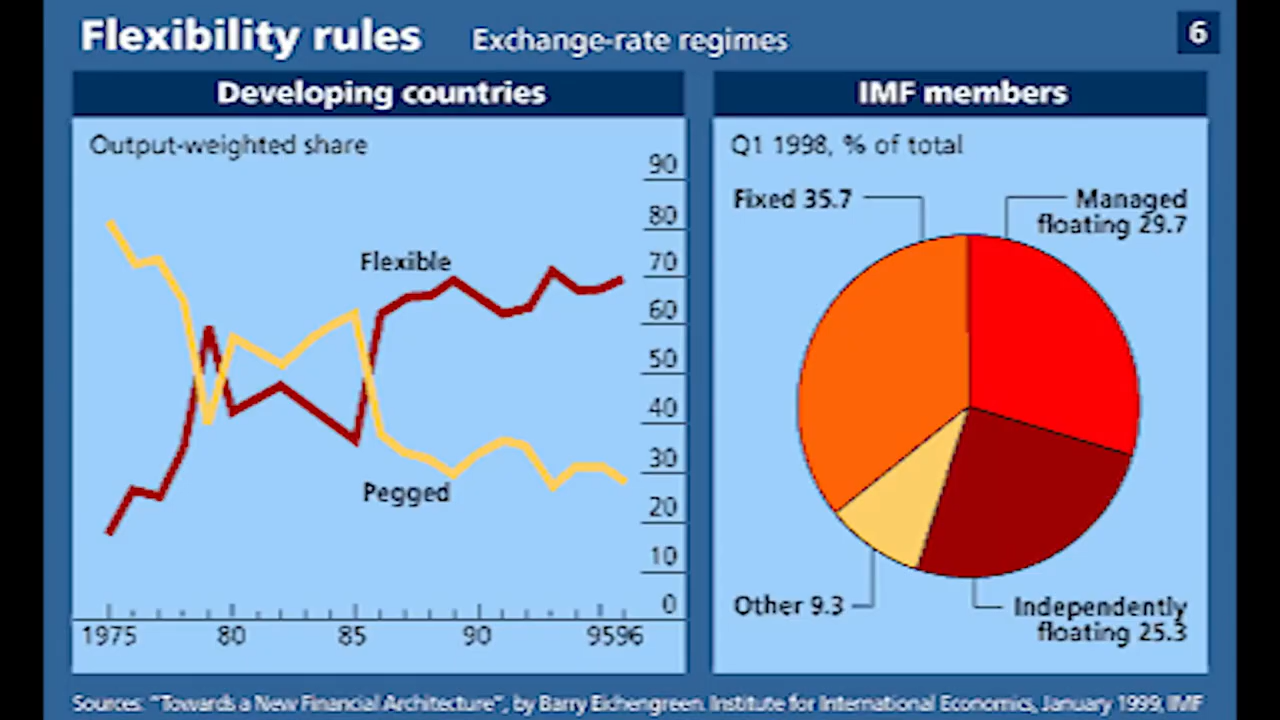 Flexibility rules Exchange-rate regimes 6
Developing countries
Output-weighted share
90
80
70
60
50
40
30
20
10
0
Flexible
Pegged
1975 80 85 90 9596
IMF members
Q1 1998, % of total
Fixed 35.7
Managed
floating 29.7
Other 9.3
Independently
floating 25.3
Sources: "Towards a New Financial Architecture", by Barry Eichengreen. Institute for International Economics, January 1999; IMF